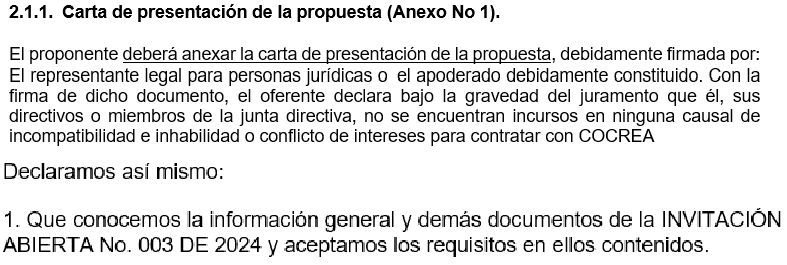 2.1.1. Carta de presentación de la propuesta (Anexo No 1).
El proponente deberá anexar la carta de presentación de la propuesta, debidamente firmada por:
El representante legal para personas jurídicas o el apoderado debidamente constituido. Con la
firma de dicho documento, el oferente declara bajo la gravedad del juramento que él, sus
directivos o miembros de la junta directiva, no se encuentran incursos en ninguna causal de
incompatibilidad e inhabilidad o conflicto de intereses para contratar con COCREA
Declaramos así mismo:
1. Que conocemos la información general y demás documentos de la INVITACIÓN
ABIERTA No. 003 DE 2024 y aceptamos los requisitos en ellos contenidos.